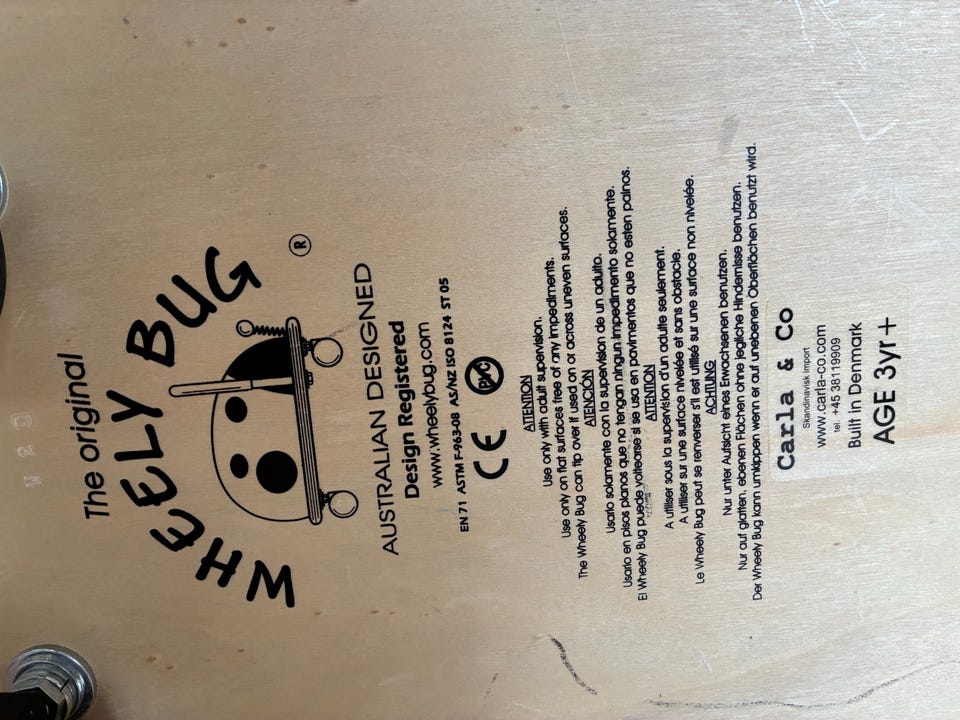 The original
WHEELY BUG
®
AUSTRALIAN DESIGNED
Design Registered
www.wheelybug.com
EN 71 ASTM F-963-08 AS/NZ ISO 8124 ST 05
CE PVC
ATTENTION
Use only with adult supervision.
Use only on flat surfaces free of any impediments.
The Wheely Bug can tip over if used on or across uneven surfaces.
ATENCIÓN
Usarlo solamente con la supervisión de un adulto.
Usarlo en pisos planos que no tengan ningun impedimento solamente.
El Wheely Bug puede voltearse si se usa en pavimentos que no esten palnos.
ATTENTION
A utiliser sous la supervision d'un adulte seulement.
A utiliser sur une surface nivelée et sans obstacle.
Le Wheely Bug peut se renverser s'il est utilisé sur une surface non nivelée.
ACHTUNG
Nur unter Aufsicht eines Erwachsenen benutzen.
Nur auf glatten, ebenen Flächen ohne jegliche Hindernisse benutzen.
Der Wheely Bug kann umkippen wenn er auf unebenen Oberflächen benutzt wird.
Carla & Co
Skandinavisk import
www.carla-co.com
tel. +45 38119909
Built in Denmark
AGE 3yr+